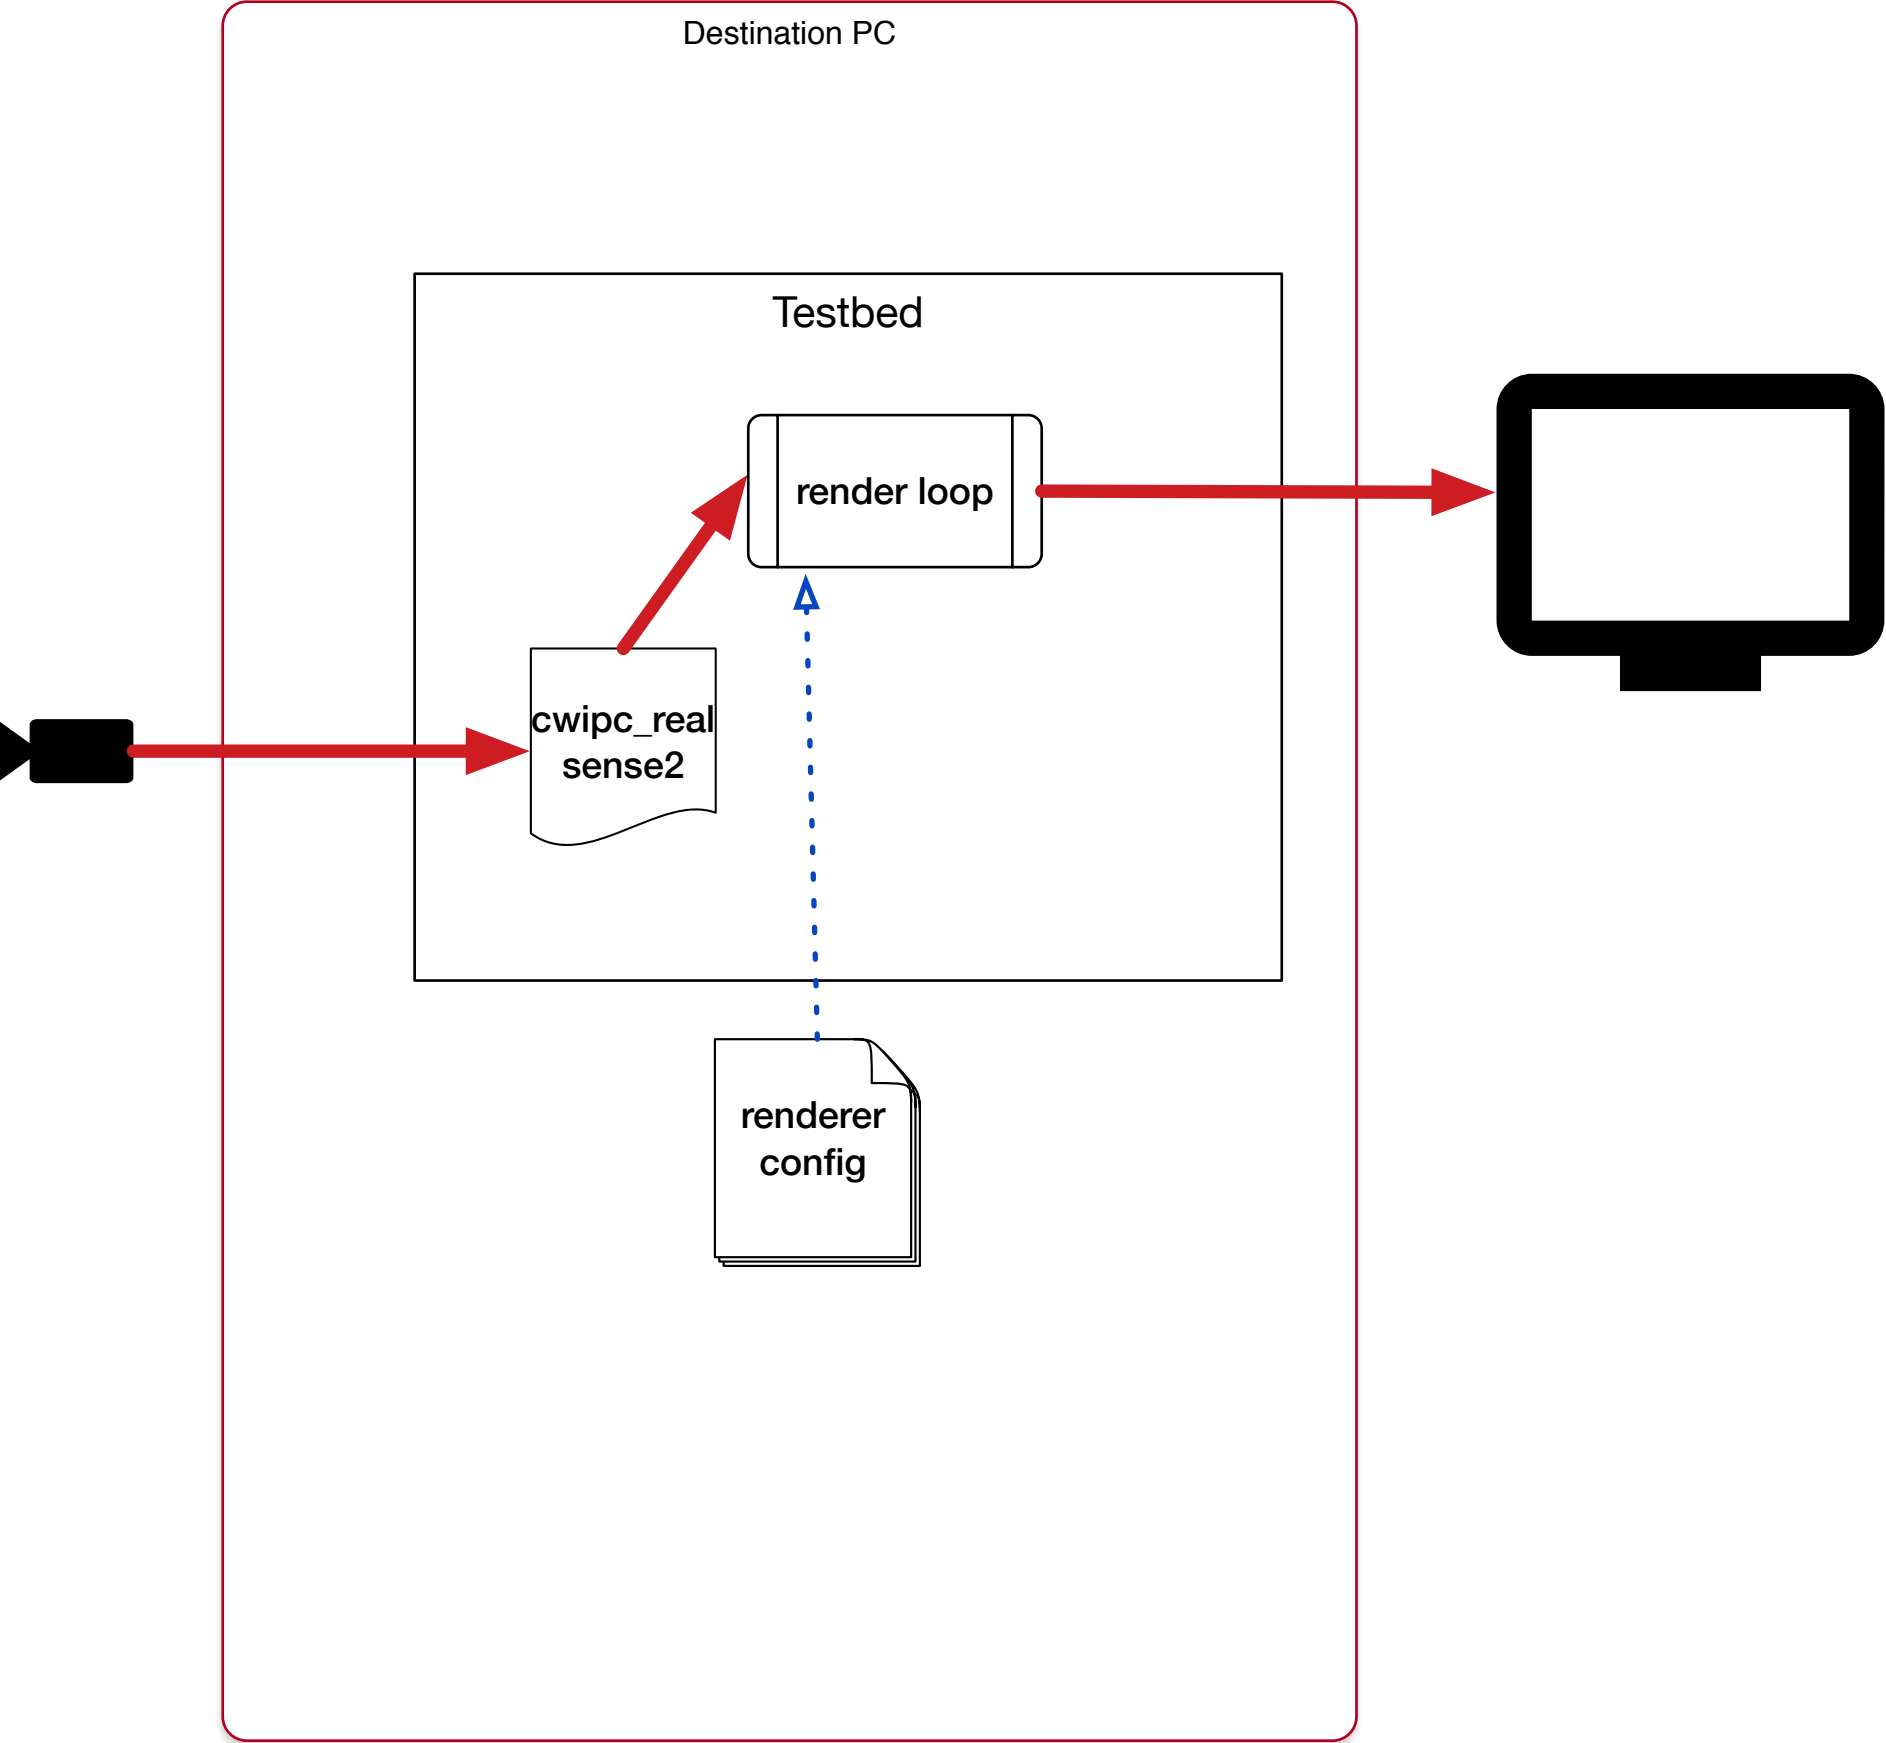 Destination PC
Testbed
render loop
cwipc_real
sense2
renderer
config